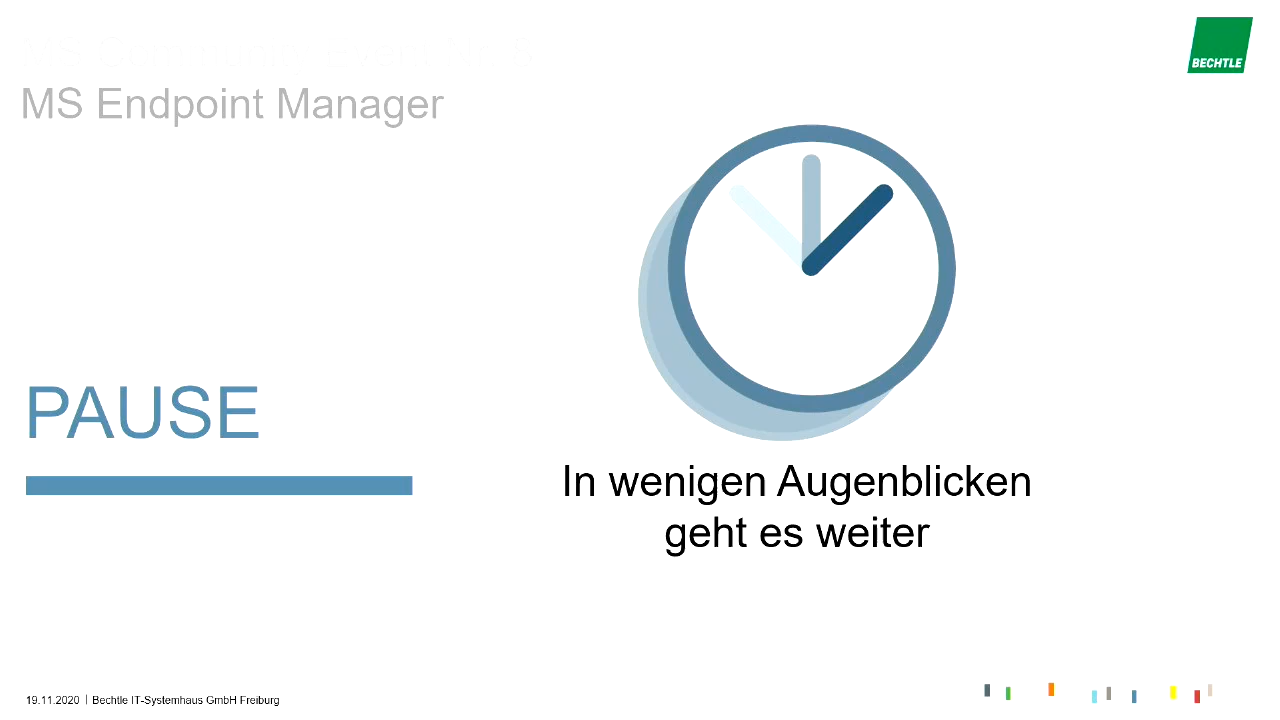 MS Endpoint Manager
BECHTLE
PAUSE
In wenigen Augenblicken
geht es weiter
19.11.2020 | Bechtle IT-Systemhaus GmbH Freiburg